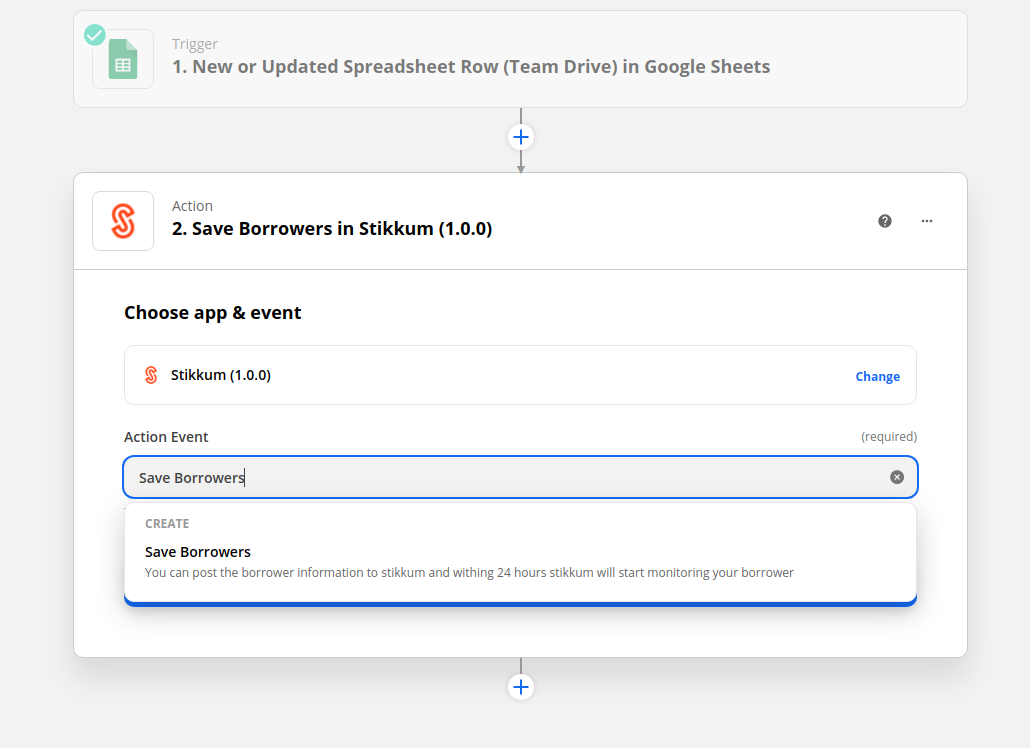 Trigger
1. New or Updated Spreadsheet Row (Team Drive) in Google Sheets
Action
2. Save Borrowers in Stikkum (1.0.0)
Choose app & event
Stikkum (1.0.0)
Change
Action Event
(required)
Save Borrowers
CREATE
Save Borrowers
You can post the borrower information to stikkum and withing 24 hours stikkum will start monitoring your borrower